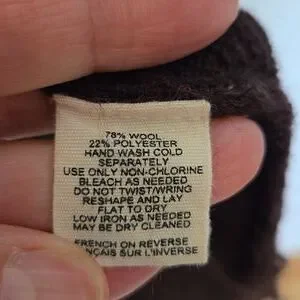 78% WOOL
22% POLYESTER
HAND WASH COLD
SEPARATELY
USE ONLY NON-CHLORINE
BLEACH AS NEEDED
DO NOT TWIST/WRING
RESHAPE AND LAY
FLAT TO DRY
LOW IRON AS NEEDED
MAY BE DRY CLEANED
FRENCH ON REVERSE
FRANÇAIS SUR L'INVERSE